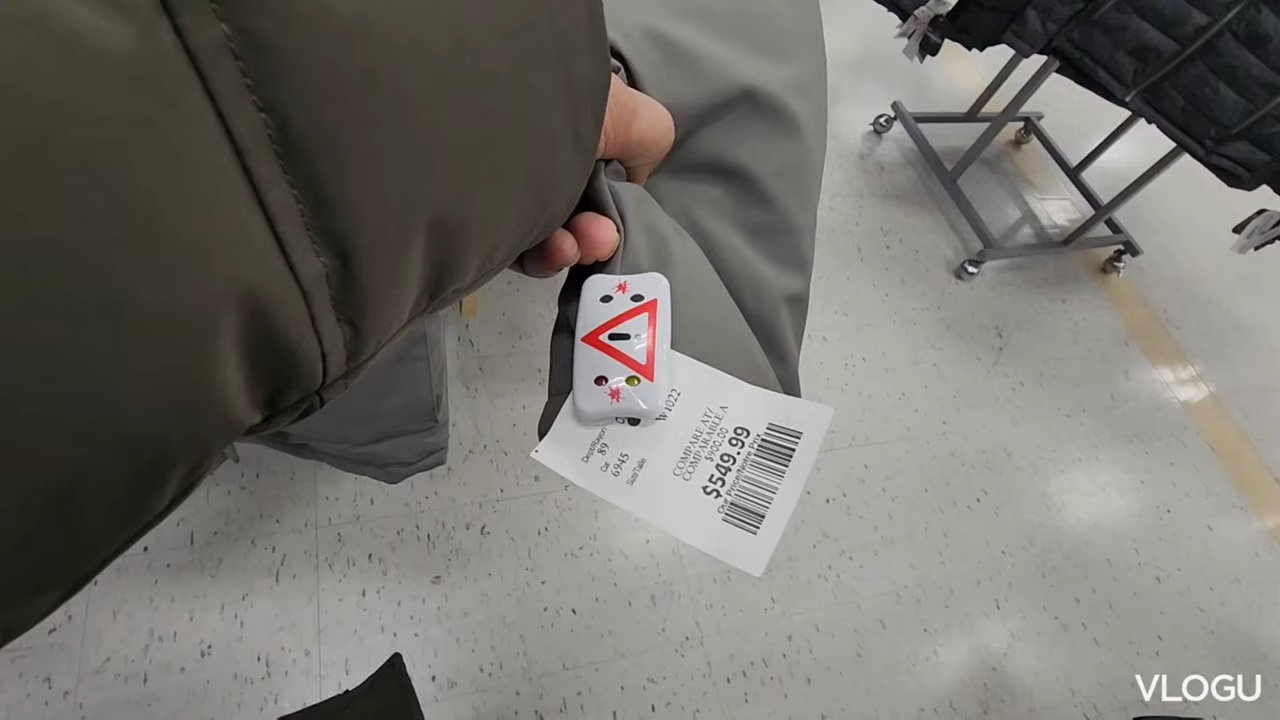 W1022
Dept/Rayon
89
Cat
6945
Size/Taille
COMPARE AT/
COMPARABLE A
$900.00
$549.99
Our Price/Notre Prix
VLOGU